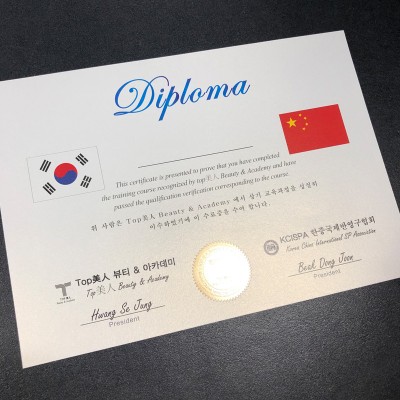 Diploma
This certificate is presented to prove that you have completed
the training course recognized by top美人 Beauty & Academy and have
passed the qualification verification corresponding to the course.
위 사람은 Top美人 Beauty & Academy 에서 상기 교육과정을 성실히
이수하였기에 이 수료증을 수여 합니다.
Top美人 뷰티 & 아카데미
Top美人 Beauty & Academy
Hwang Se Jung
President
KCISPA 한중국제반영구협회
Korea China International SP Association
Baek Dong Joon
President